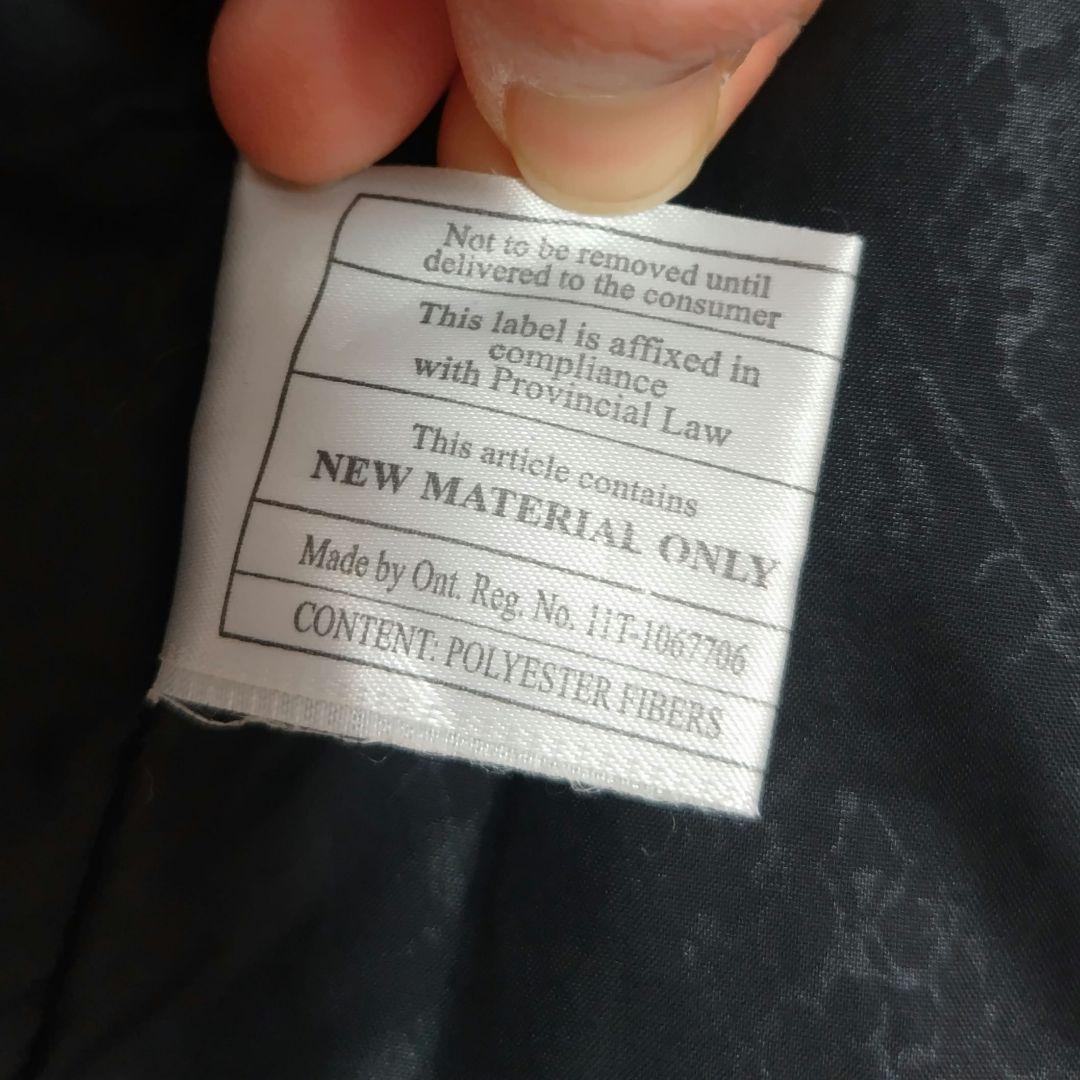 Not to be removed until
delivered to the consumer
This label is affixed in
compliance
with Provincial Law
This article contains
NEW MATERIAL ONLY
Made by Ont. Reg. No. 11T-1067706
CONTENT: POLYESTER FIBERS